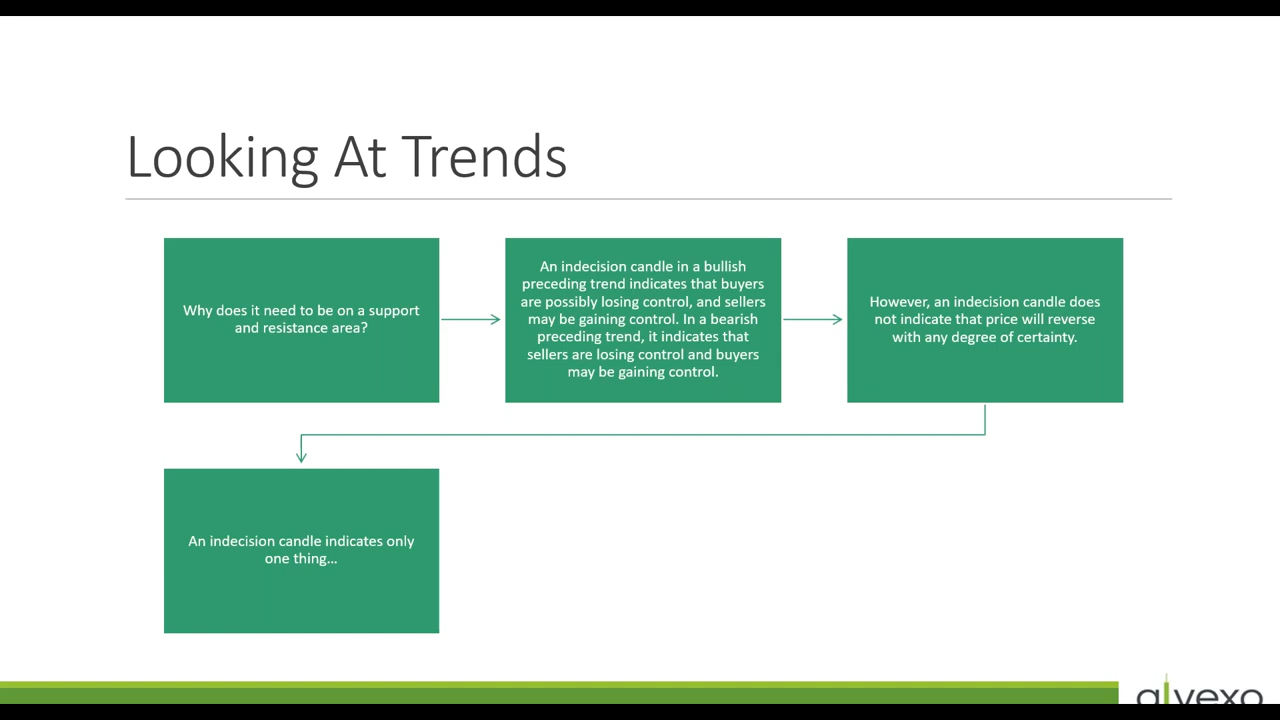 Looking At Trends
Why does it need to be on a support
and resistance area?
An indecision candle in a bullish
preceding trend indicates that buyers
are possibly losing control, and sellers
may be gaining control. In a bearish
preceding trend, it indicates that
sellers are losing control and buyers
may be gaining control.
However, an indecision candle does
not indicate that price will reverse
with any degree of certainty.
An indecision candle indicates only
one thing…
alvexo